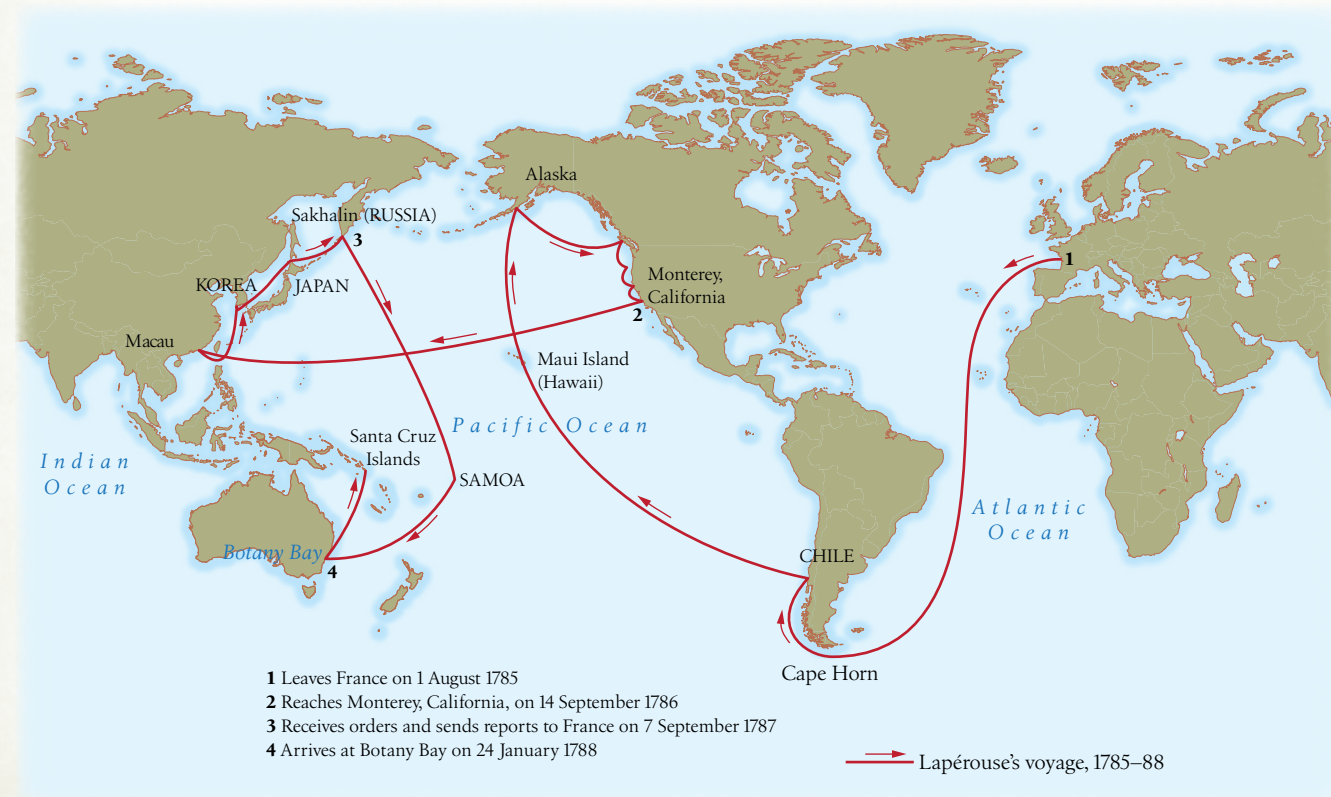 Alaska
Sakhalin (RUSSIA)
3
1
KOREA
JAPAN
Monterey,
California
2
Macau
Maui Island
(Hawaii)
Pacific Ocean
Santa Cruz
Islands
Indian
Ocean
SAMOA
Atlantic
Ocean
Botany Bay
4
CHILE
Cape Horn
1 Leaves France on 1 August 1785
2 Reaches Monterey, California, on 14 September 1786
3 Receives orders and sends reports to France on 7 September 1787
4 Arrives at Botany Bay on 24 January 1788
Lapérouse's voyage, 1785–88